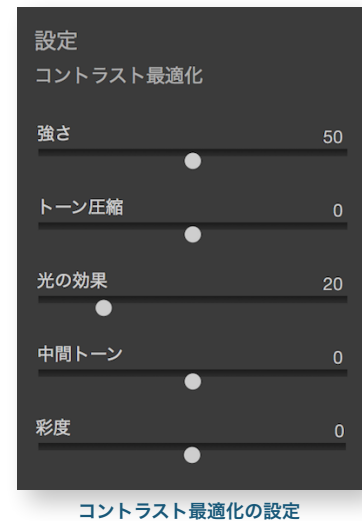 設定
コントラスト最適化
強さ 50
トーン圧縮 0
光の効果 20
中間トーン 0
彩度 0
コントラスト最適化の設定